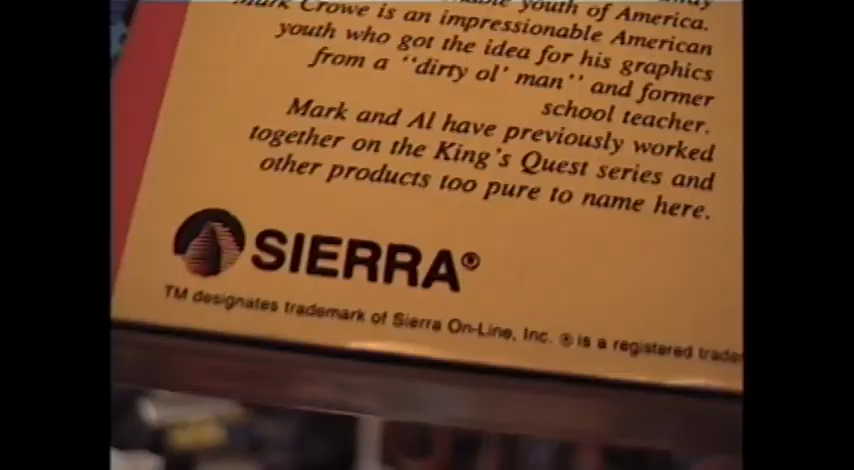 youth of America.
Mark Crowe is an impressionable American
youth who got the idea for his graphics
from a "dirty ol' man" and former
school teacher.
Mark and Al have previously worked
together on the King's Quest series and
other products too pure to name here.
SIERRA®
TM designates trademark of Sierra On-Line, Inc. ® is a registered